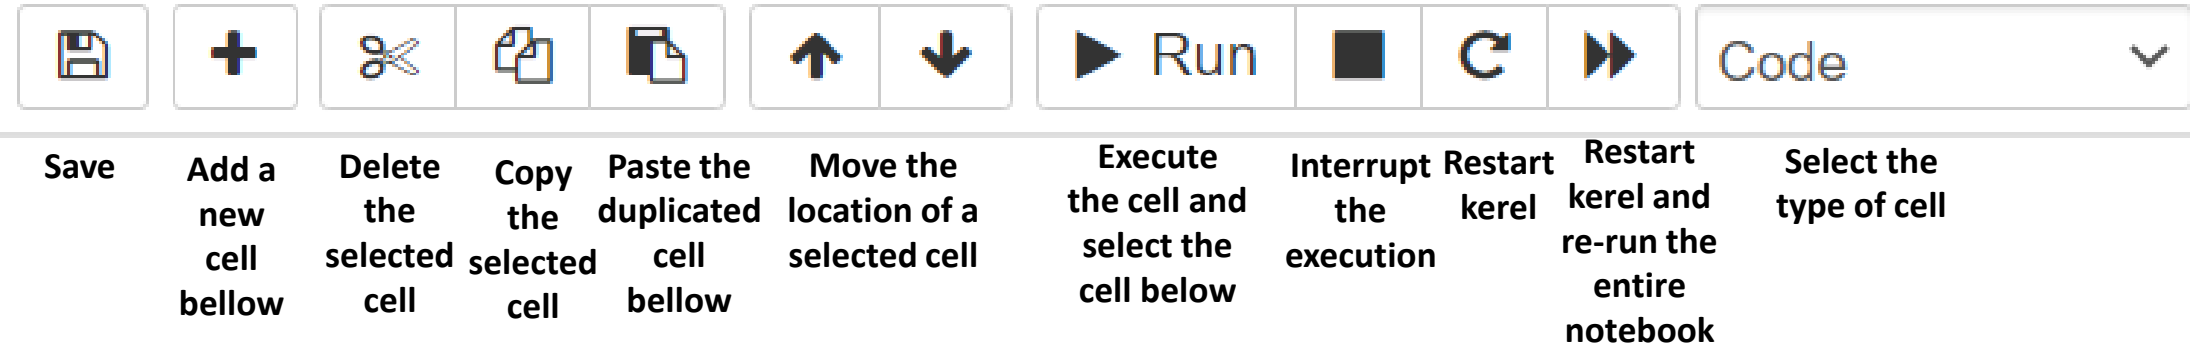 Run
Code
Save
Add a
new
cell
bellow
Delete
the
selected
cell
Copy
the
selected
cell
Paste the
duplicated
cell
bellow
Move the
location of a
selected cell
Execute
the cell and
select the
cell below
Interrupt
the
execution
Restart
kerel
Restart
kerel and
re-run the
entire
notebook
Select the
type of cell